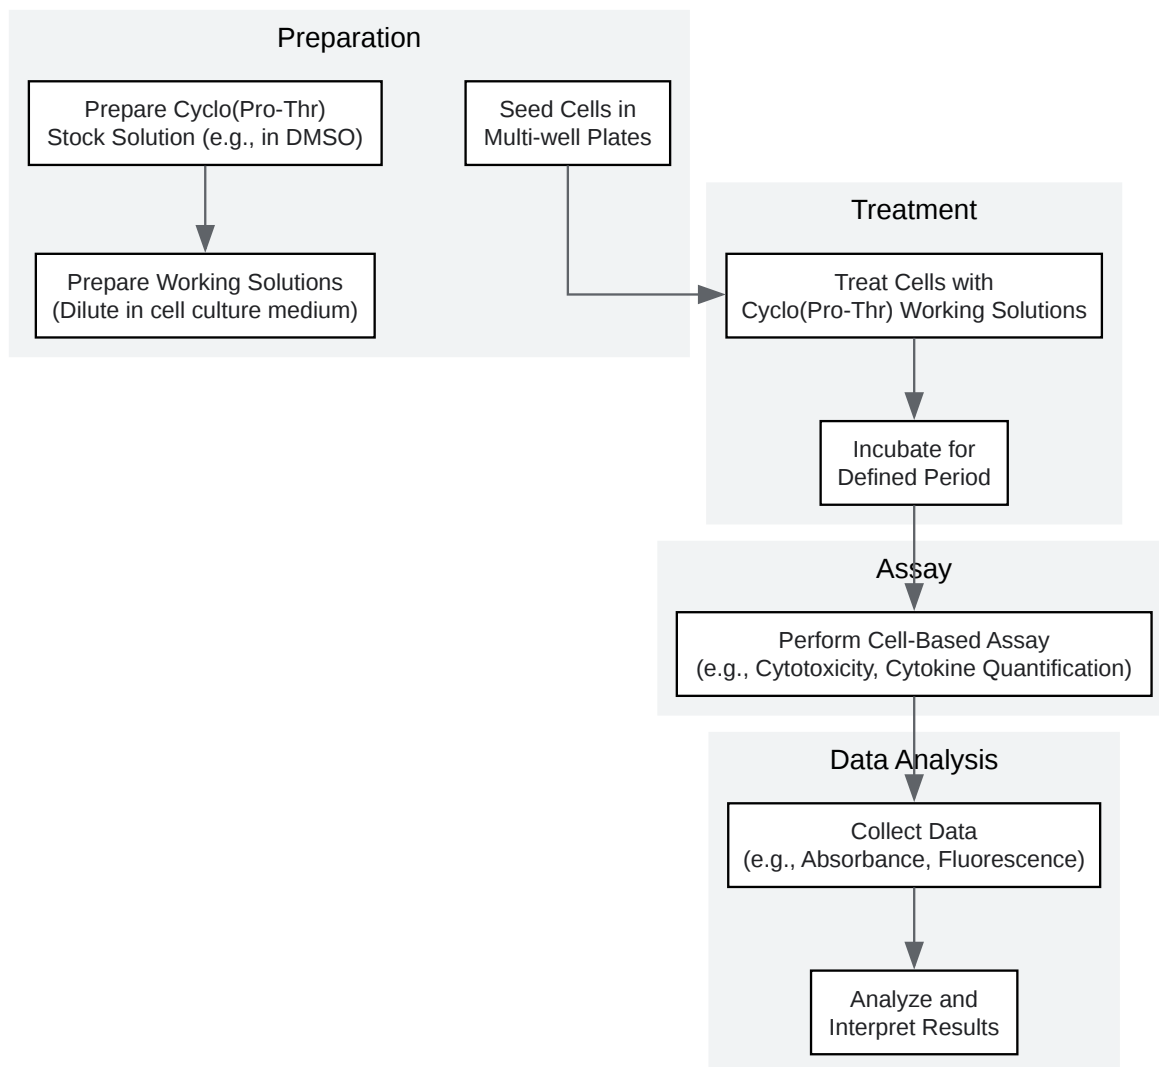 Preparation
Prepare Cyclo(Pro-Thr)
Stock Solution (e.g., in DMSO)
Seed Cells in
Multi-well Plates
Prepare Working Solutions
(Dilute in cell culture medium)
Treatment
Treat Cells with
Cyclo(Pro-Thr) Working Solutions
Incubate for
Defined Period
Assay
Perform Cell-Based Assay
(e.g., Cytotoxicity, Cytokine Quantification)
Data Analysis
Collect Data
(e.g., Absorbance, Fluorescence)
Analyze and
Interpret Results